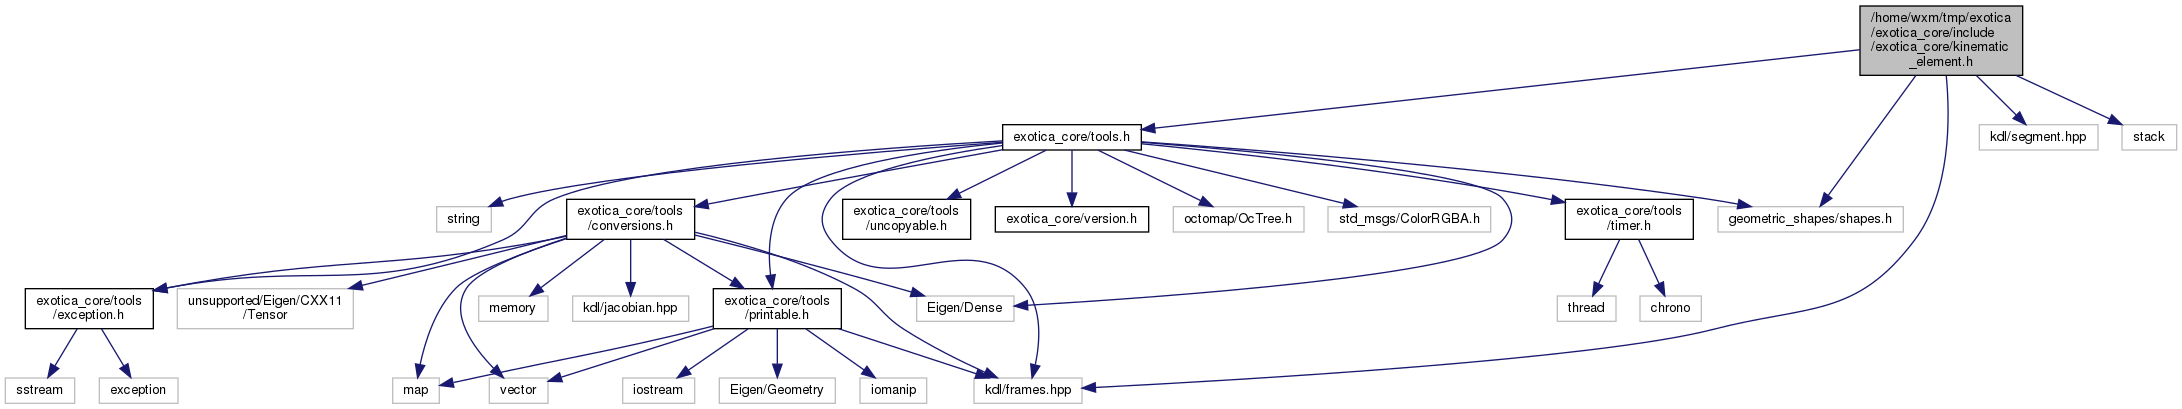 /home/wxm/tmp/exotica
/exotica_core/include
/exotica_core/kinematic
_element.h
exotica_core/tools.h
kdl/segment.hpp
stack
string
exotica_core/tools
/conversions.h
exotica_core/tools
/uncopyable.h
exotica_core/version.h
octomap/OcTree.h
std_msgs/ColorRGBA.h
exotica_core/tools
/timer.h
geometric_shapes/shapes.h
exotica_core/tools
/exception.h
unsupported/Eigen/CXX11
/Tensor
memory
kdl/jacobian.hpp
exotica_core/tools
/printable.h
Eigen/Dense
thread
chrono
sstream
exception
map
vector
iostream
Eigen/Geometry
iomanip
kdl/frames.hpp